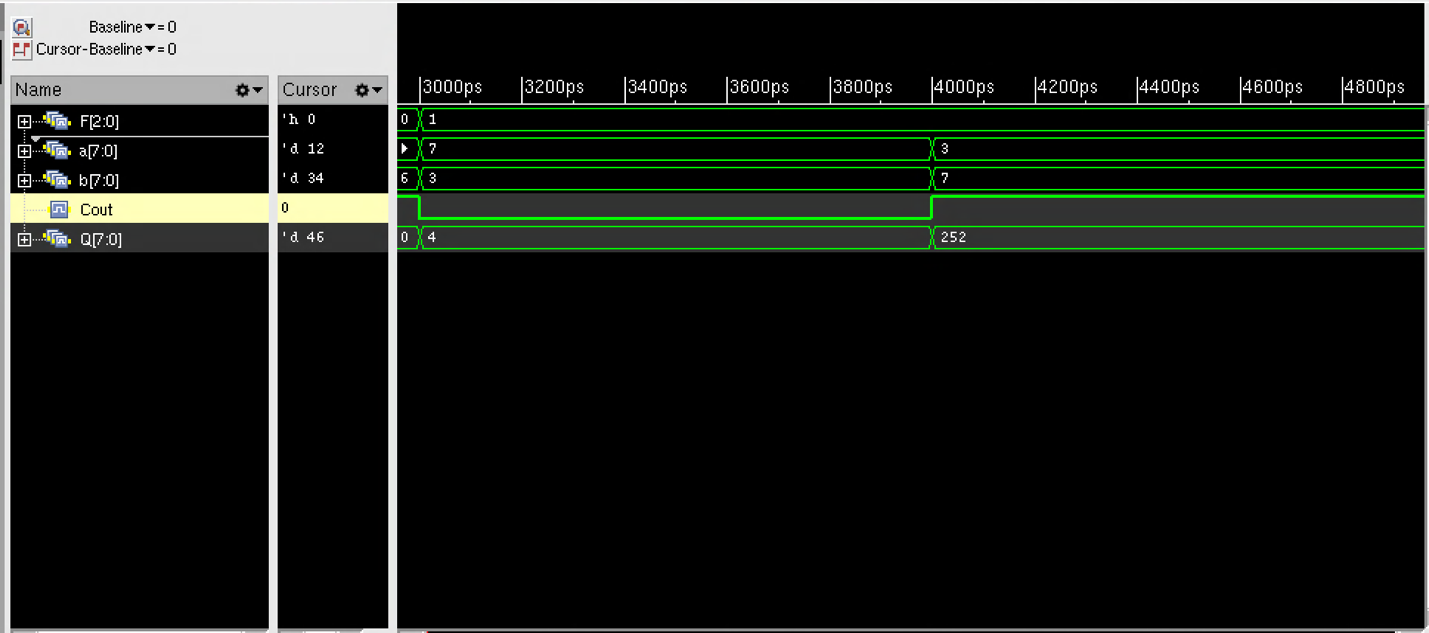 Baseline▾=0
Cursor-Baseline▾=0
Name Cursor 3000ps 3200ps 3400ps 3600ps 3800ps 4000ps 4200ps 4400ps 4600ps 4800ps
F[2:0] 'h 0 0 1
a[7:0] 'd 12 7 3
b[7:0] 'd 34 6 3 7
Cout 0
Q[7:0] 'd 46 0 4 252